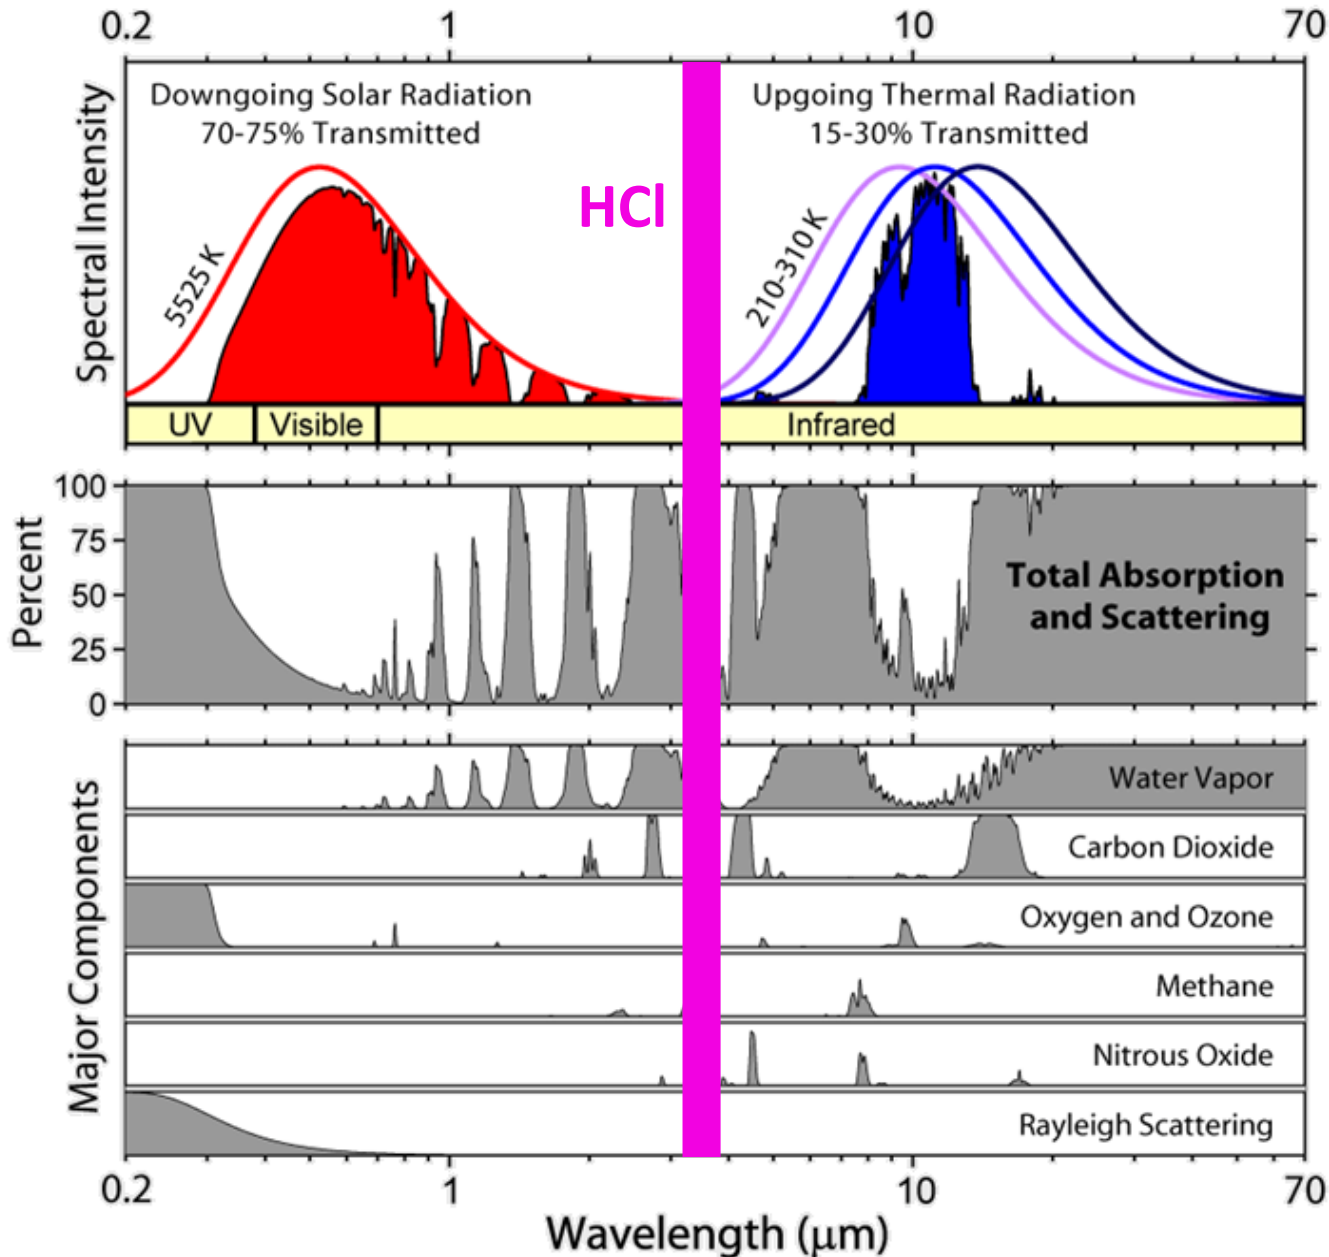 0.2 1 10 70
Spectral Intensity
Downgoing Solar Radiation
70-75% Transmitted
Upgoing Thermal Radiation
15-30% Transmitted
HCl
5525 K
210-310 K
UV Visible Infrared
Percent
100
75
50
25
0
Total Absorption
and Scattering
Major Components
Water Vapor
Carbon Dioxide
Oxygen and Ozone
Methane
Nitrous Oxide
Rayleigh Scattering
0.2 1 10 70
Wavelength (μm)